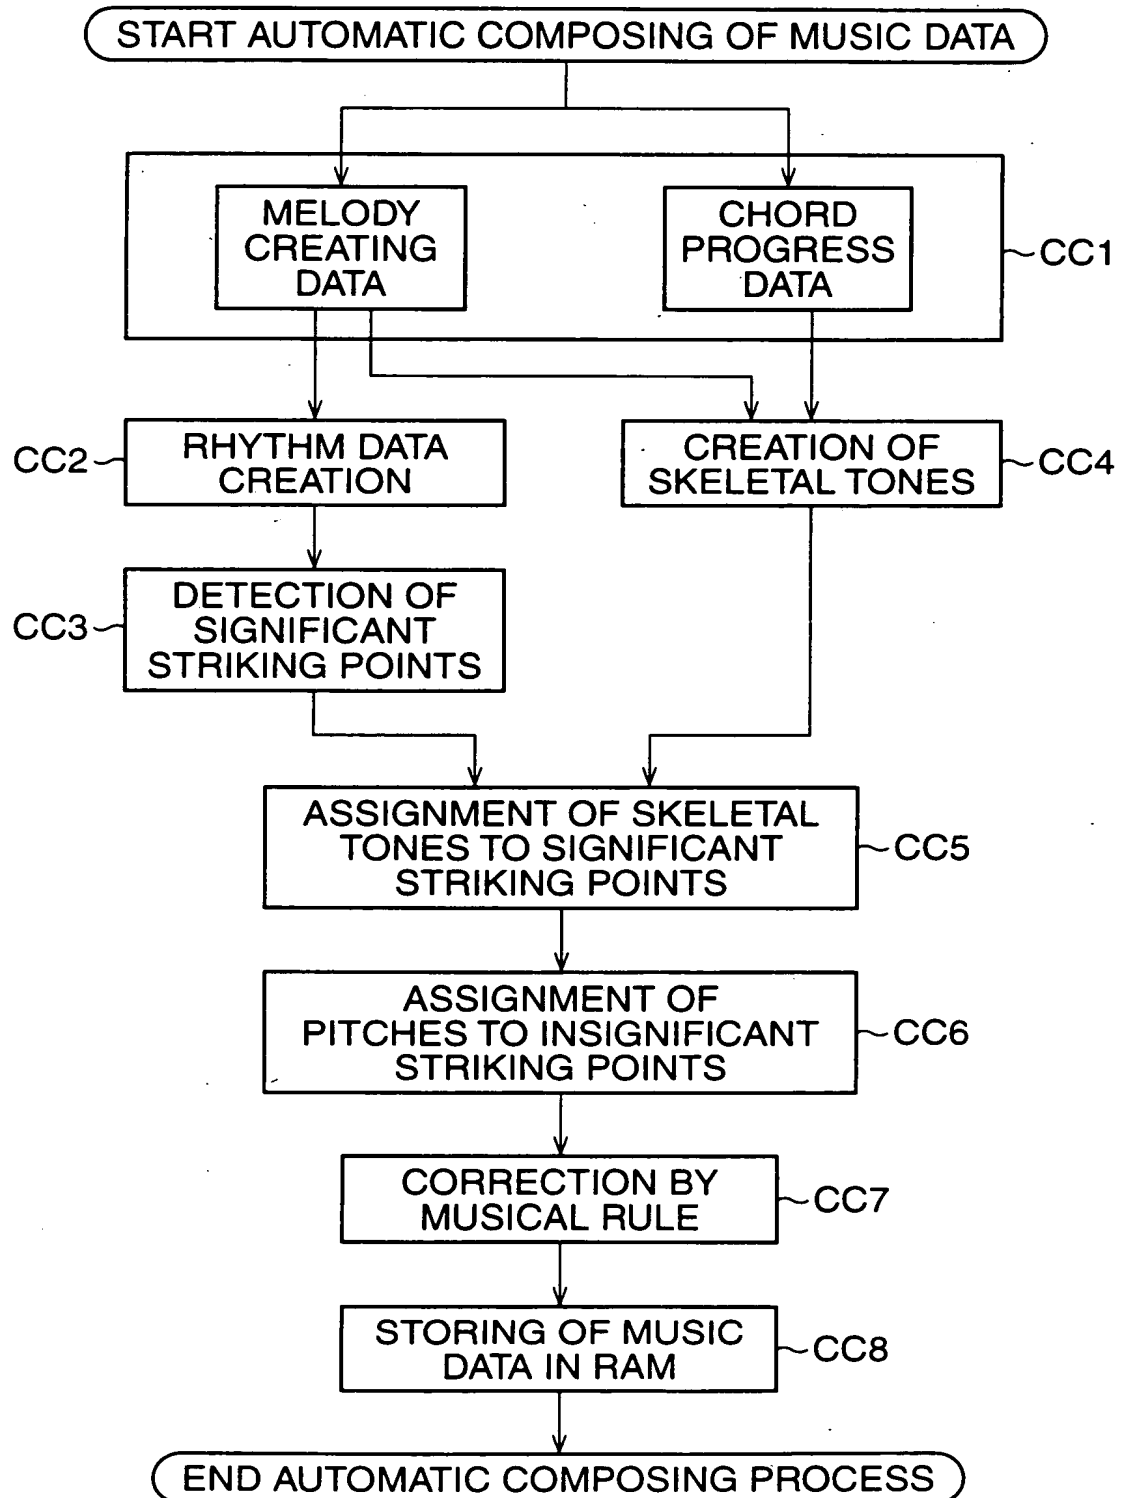 START AUTOMATIC COMPOSING OF MUSIC DATA
MELODY
CREATING
DATA
CHORD
PROGRESS
DATA
CC1
CC2
RHYTHM DATA
CREATION
CREATION OF
SKELETAL TONES
CC4
CC3
DETECTION OF
SIGNIFICANT
STRIKING POINTS
ASSIGNMENT OF SKELETAL
TONES TO SIGNIFICANT
STRIKING POINTS
CC5
ASSIGNMENT OF
PITCHES TO INSIGNIFICANT
STRIKING POINTS
CC6
CORRECTION BY
MUSICAL RULE
CC7
STORING OF MUSIC
DATA IN RAM
CC8
END AUTOMATIC COMPOSING PROCESS